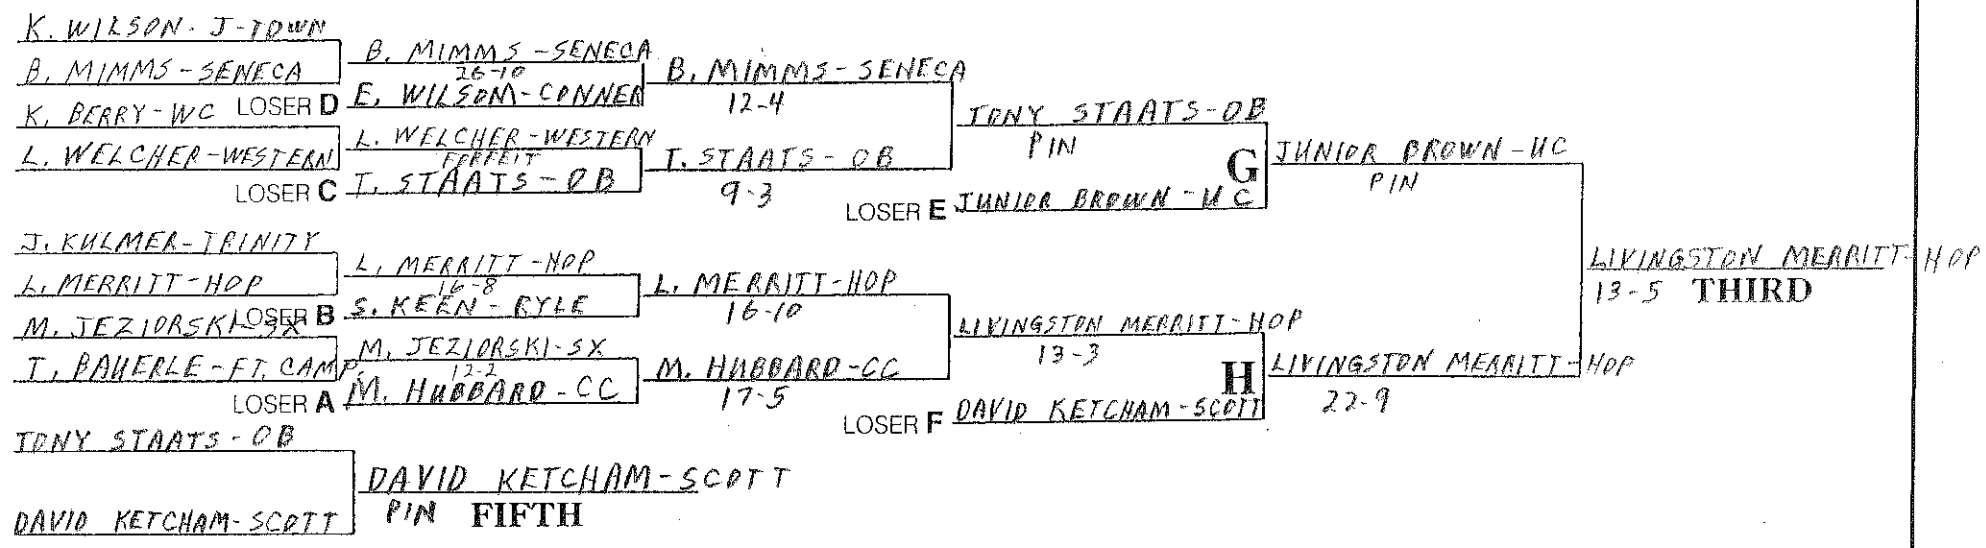 K. WILSON - J-TOWN
B. MIMMS - SENECA
B. MIMMS - SENECA
26-10
B. MIMMS - SENECA
12-4
LOSER D E. WILSON - CONNER
K. BERRY - WC
TONY STAATS - OB
PIN
L. WELCHER - WESTERN
L. WELCHER - WESTERN
FORFEIT
T. STAATS - OB
9-3
G
JUNIOR BROWN - UC
PIN
LOSER C T. STAATS - OB
LOSER E JUNIOR BROWN - UC
J. KULMER - TRINITY
L. MERRITT - HOP
L. MERRITT - HOP
16-8
L. MERRITT - HOP
16-10
LIVINGSTON MERRITT - HOP
13-5 THIRD
LOSER B S. KEEN - RYLE
M. JEZIORSKI - SX
LIVINGSTON MERRITT - HOP
13-3
T. BAUERLE - FT. CAMP.
M. JEZIORSKI - SX
12-2
M. HUBBARD - CC
17-5
H
LIVINGSTON MERRITT - HOP
22-9
LOSER A M. HUBBARD - CC
LOSER F DAVID KETCHAM - SCOTT
TONY STAATS - OB
DAVID KETCHAM - SCOTT
PIN FIFTH
DAVID KETCHAM - SCOTT